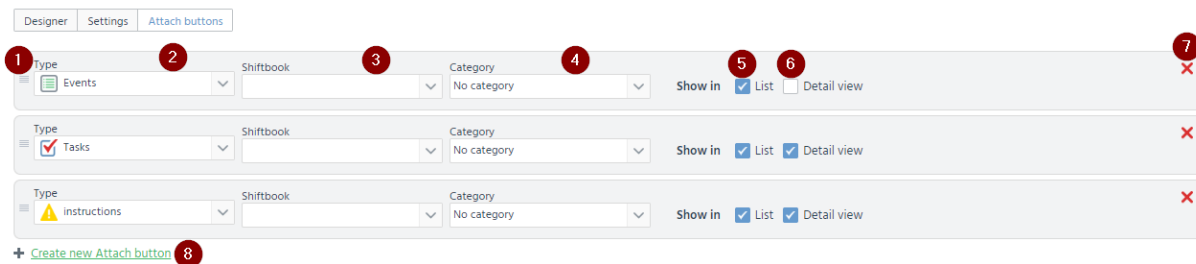 Designer Settings Attach buttons
1 2 3 4 5 6 7
Type Shiftbook Category
Events No category Show in List Detail view
Type Shiftbook Category
Tasks No category Show in List Detail view
Type Shiftbook Category
instructions No category Show in List Detail view
+ Create new Attach button 8